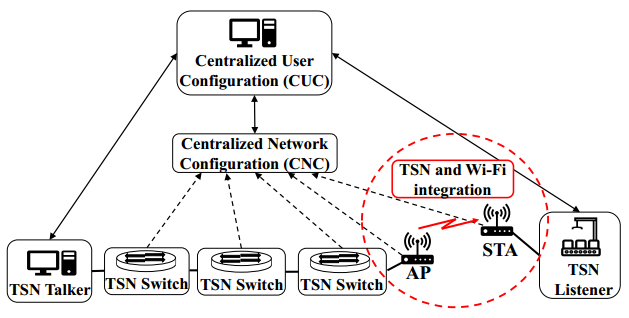 Centralized User
Configuration (CUC)
Centralized Network
Configuration (CNC)
TSN and Wi-Fi
integration
TSN Talker
TSN Switch
TSN Switch
TSN Switch
AP
STA
TSN
Listener